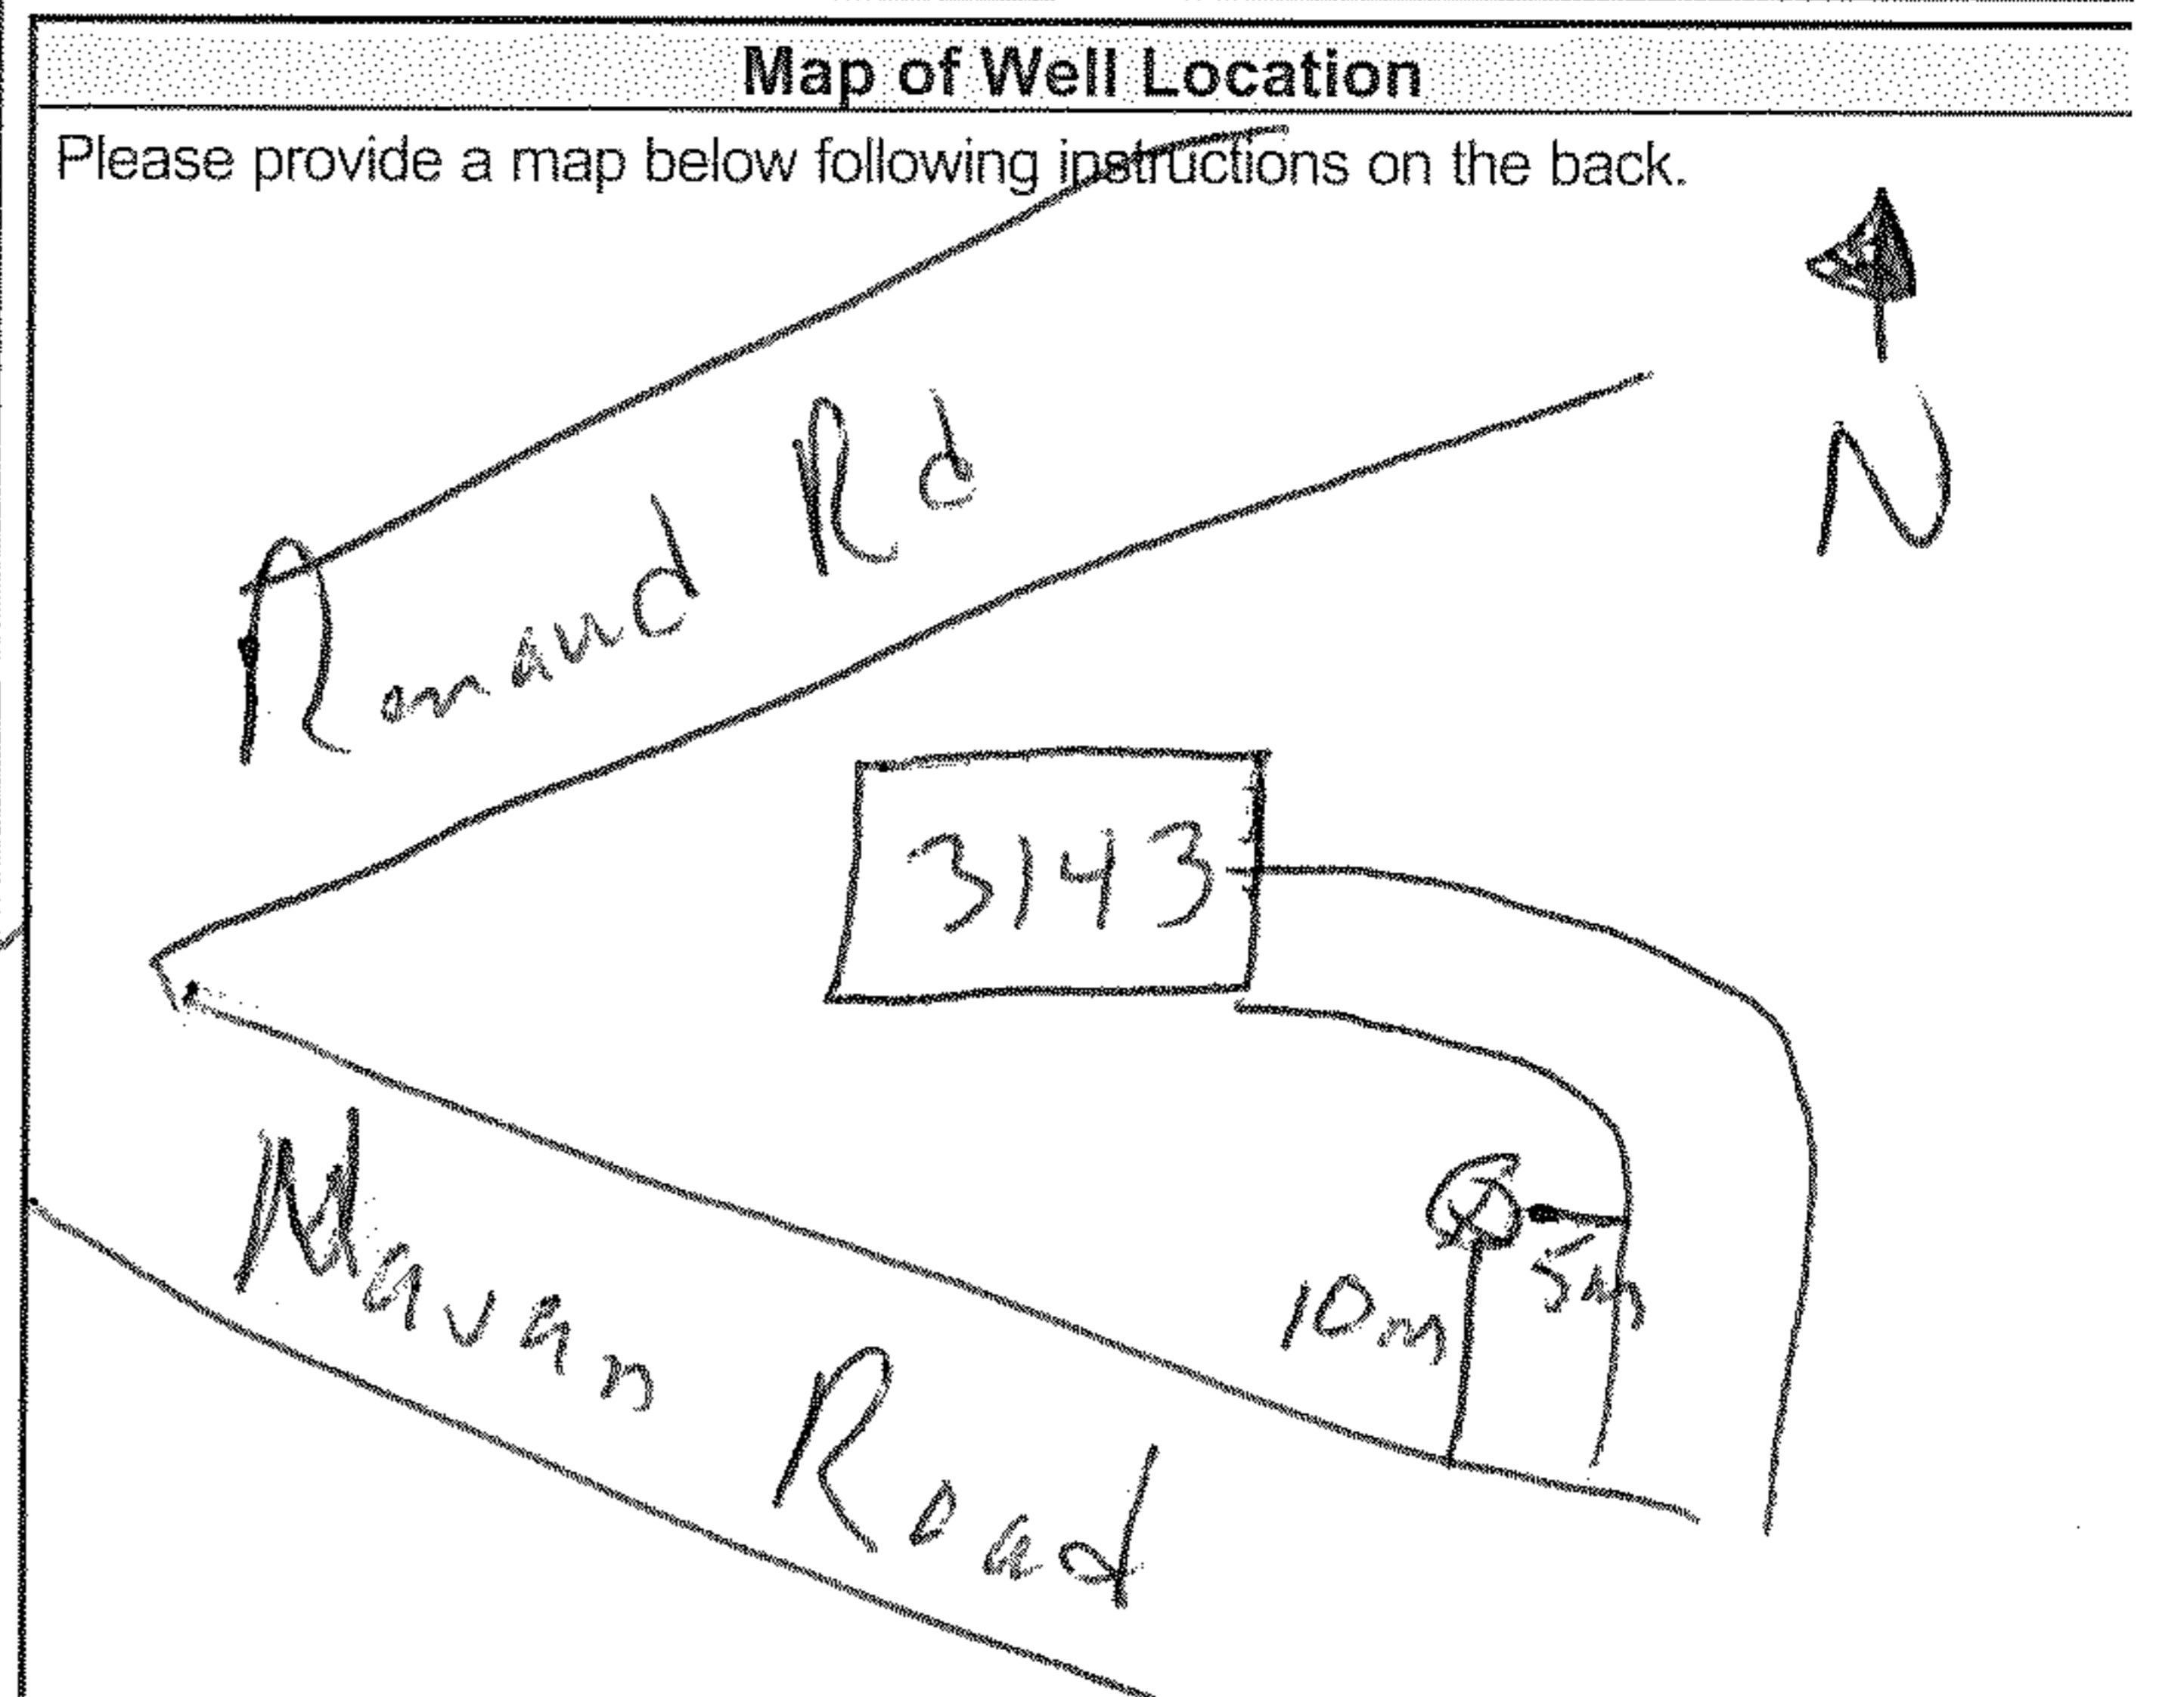 Map of Well Location
Please provide a map below following instructions on the back.
N
Ramaud Rd
3143
5m
10m
Mavan Road